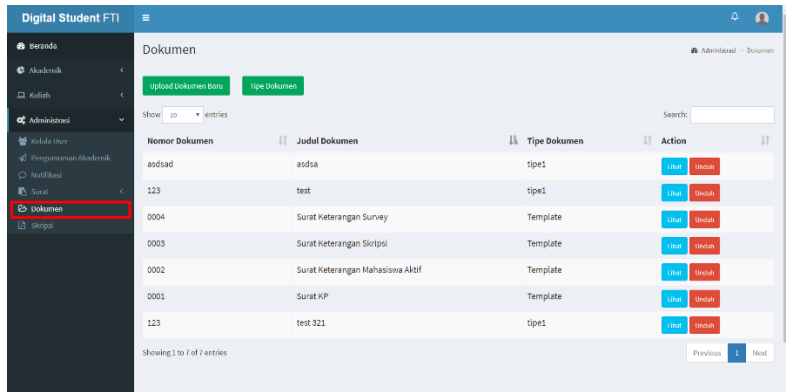 Digital Student FTI
Beranda
Akademik
Kuliah
Administrasi
Kelola User
Pengumuman Akademik
Notifikasi
Surat
Dokumen
Skripsi
Dokumen
Administrasi > Dokumen
Upload Dokumen Baru Tipe Dokumen
Show 10 entries Search:
Nomor Dokumen Judul Dokumen Tipe Dokumen Action
asdsad asdsa tipe1 Lihat Unduh
123 test tipe1 Lihat Unduh
0004 Surat Keterangan Survey Template Lihat Unduh
0003 Surat Keterangan Skripsi Template Lihat Unduh
0002 Surat Keterangan Mahasiswa Aktif Template Lihat Unduh
0001 Surat KP Template Lihat Unduh
123 test 321 tipe1 Lihat Unduh
Showing 1 to 7 of 7 entries Previous 1 Next